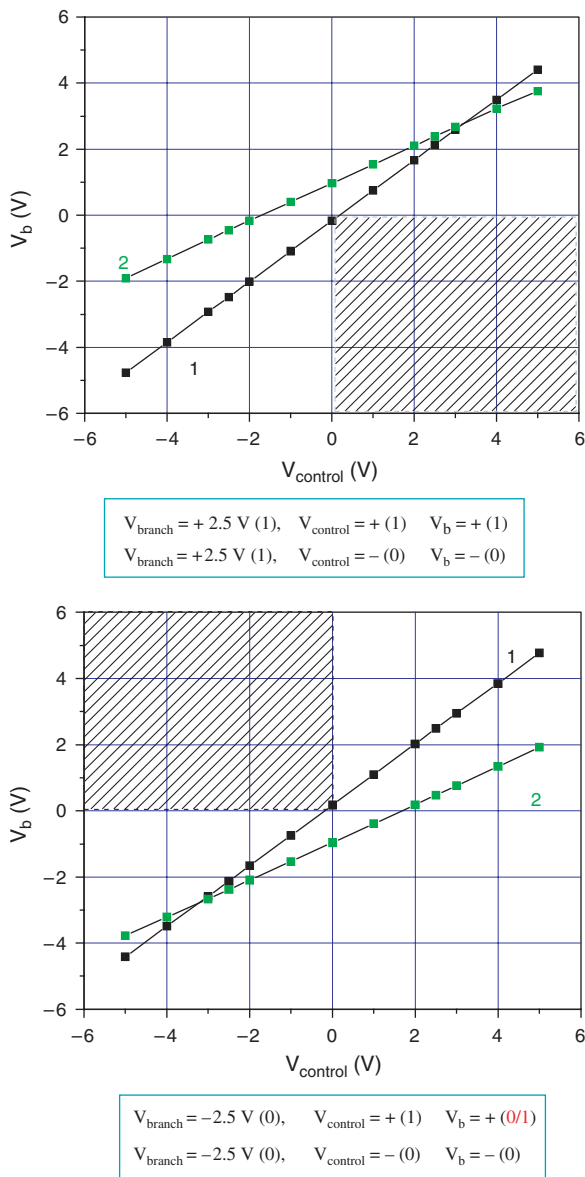 6
4
2
0
−2
−4
−6
V_b (V)
2
1
−6 −4 −2 0 2 4 6
V_control (V)
V_branch = + 2.5 V (1), V_control = + (1) V_b = + (1)
V_branch = +2.5 V (1), V_control = – (0) V_b = – (0)
6
4
2
0
−2
−4
−6
V_b (V)
1
2
−6 −4 −2 0 2 4 6
V_control (V)
V_branch = −2.5 V (0), V_control = + (1) V_b = + (0/1)
V_branch = −2.5 V (0), V_control = – (0) V_b = – (0)